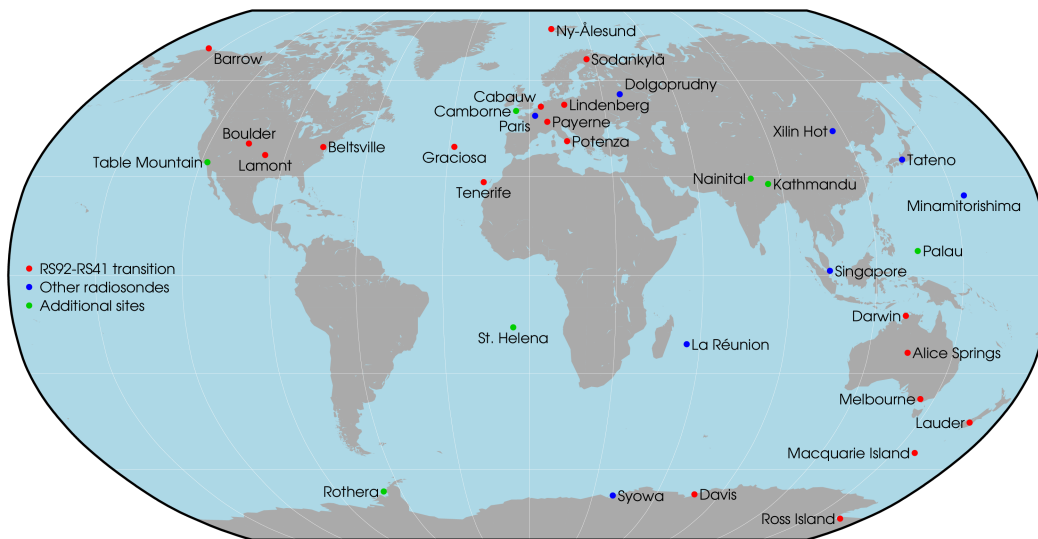 Ny-Ålesund
Barrow
Sodankylä
Dolgoprudny
Cabauw
Lindenberg
Camborne
Paris
Payerne
Boulder
Xilin Hot
Potenza
Beltsville
Graciosa
Table Mountain
Lamont
Tateno
Nainital
Kathmandu
Tenerife
Minamitorishima
Palau
RS92-RS41 transition
Singapore
Other radiosondes
Additional sites
Darwin
St. Helena
La Réunion
Alice Springs
Melbourne
Lauder
Macquarie Island
Rothera
Syowa
Davis
Ross Island